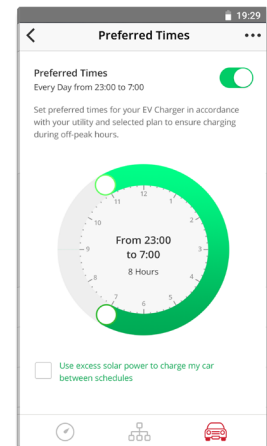 19:29
Preferred Times
Preferred Times
Every Day from 23:00 to 7:00
Set preferred times for your EV Charger in accordance
with your utility and selected plan to ensure charging
during off-peak hours.
12
11
10
2
9
3
From 23:00
to 7:00
8 Hours
8
4
7
6
5
Use excess solar power to charge my car
between schedules